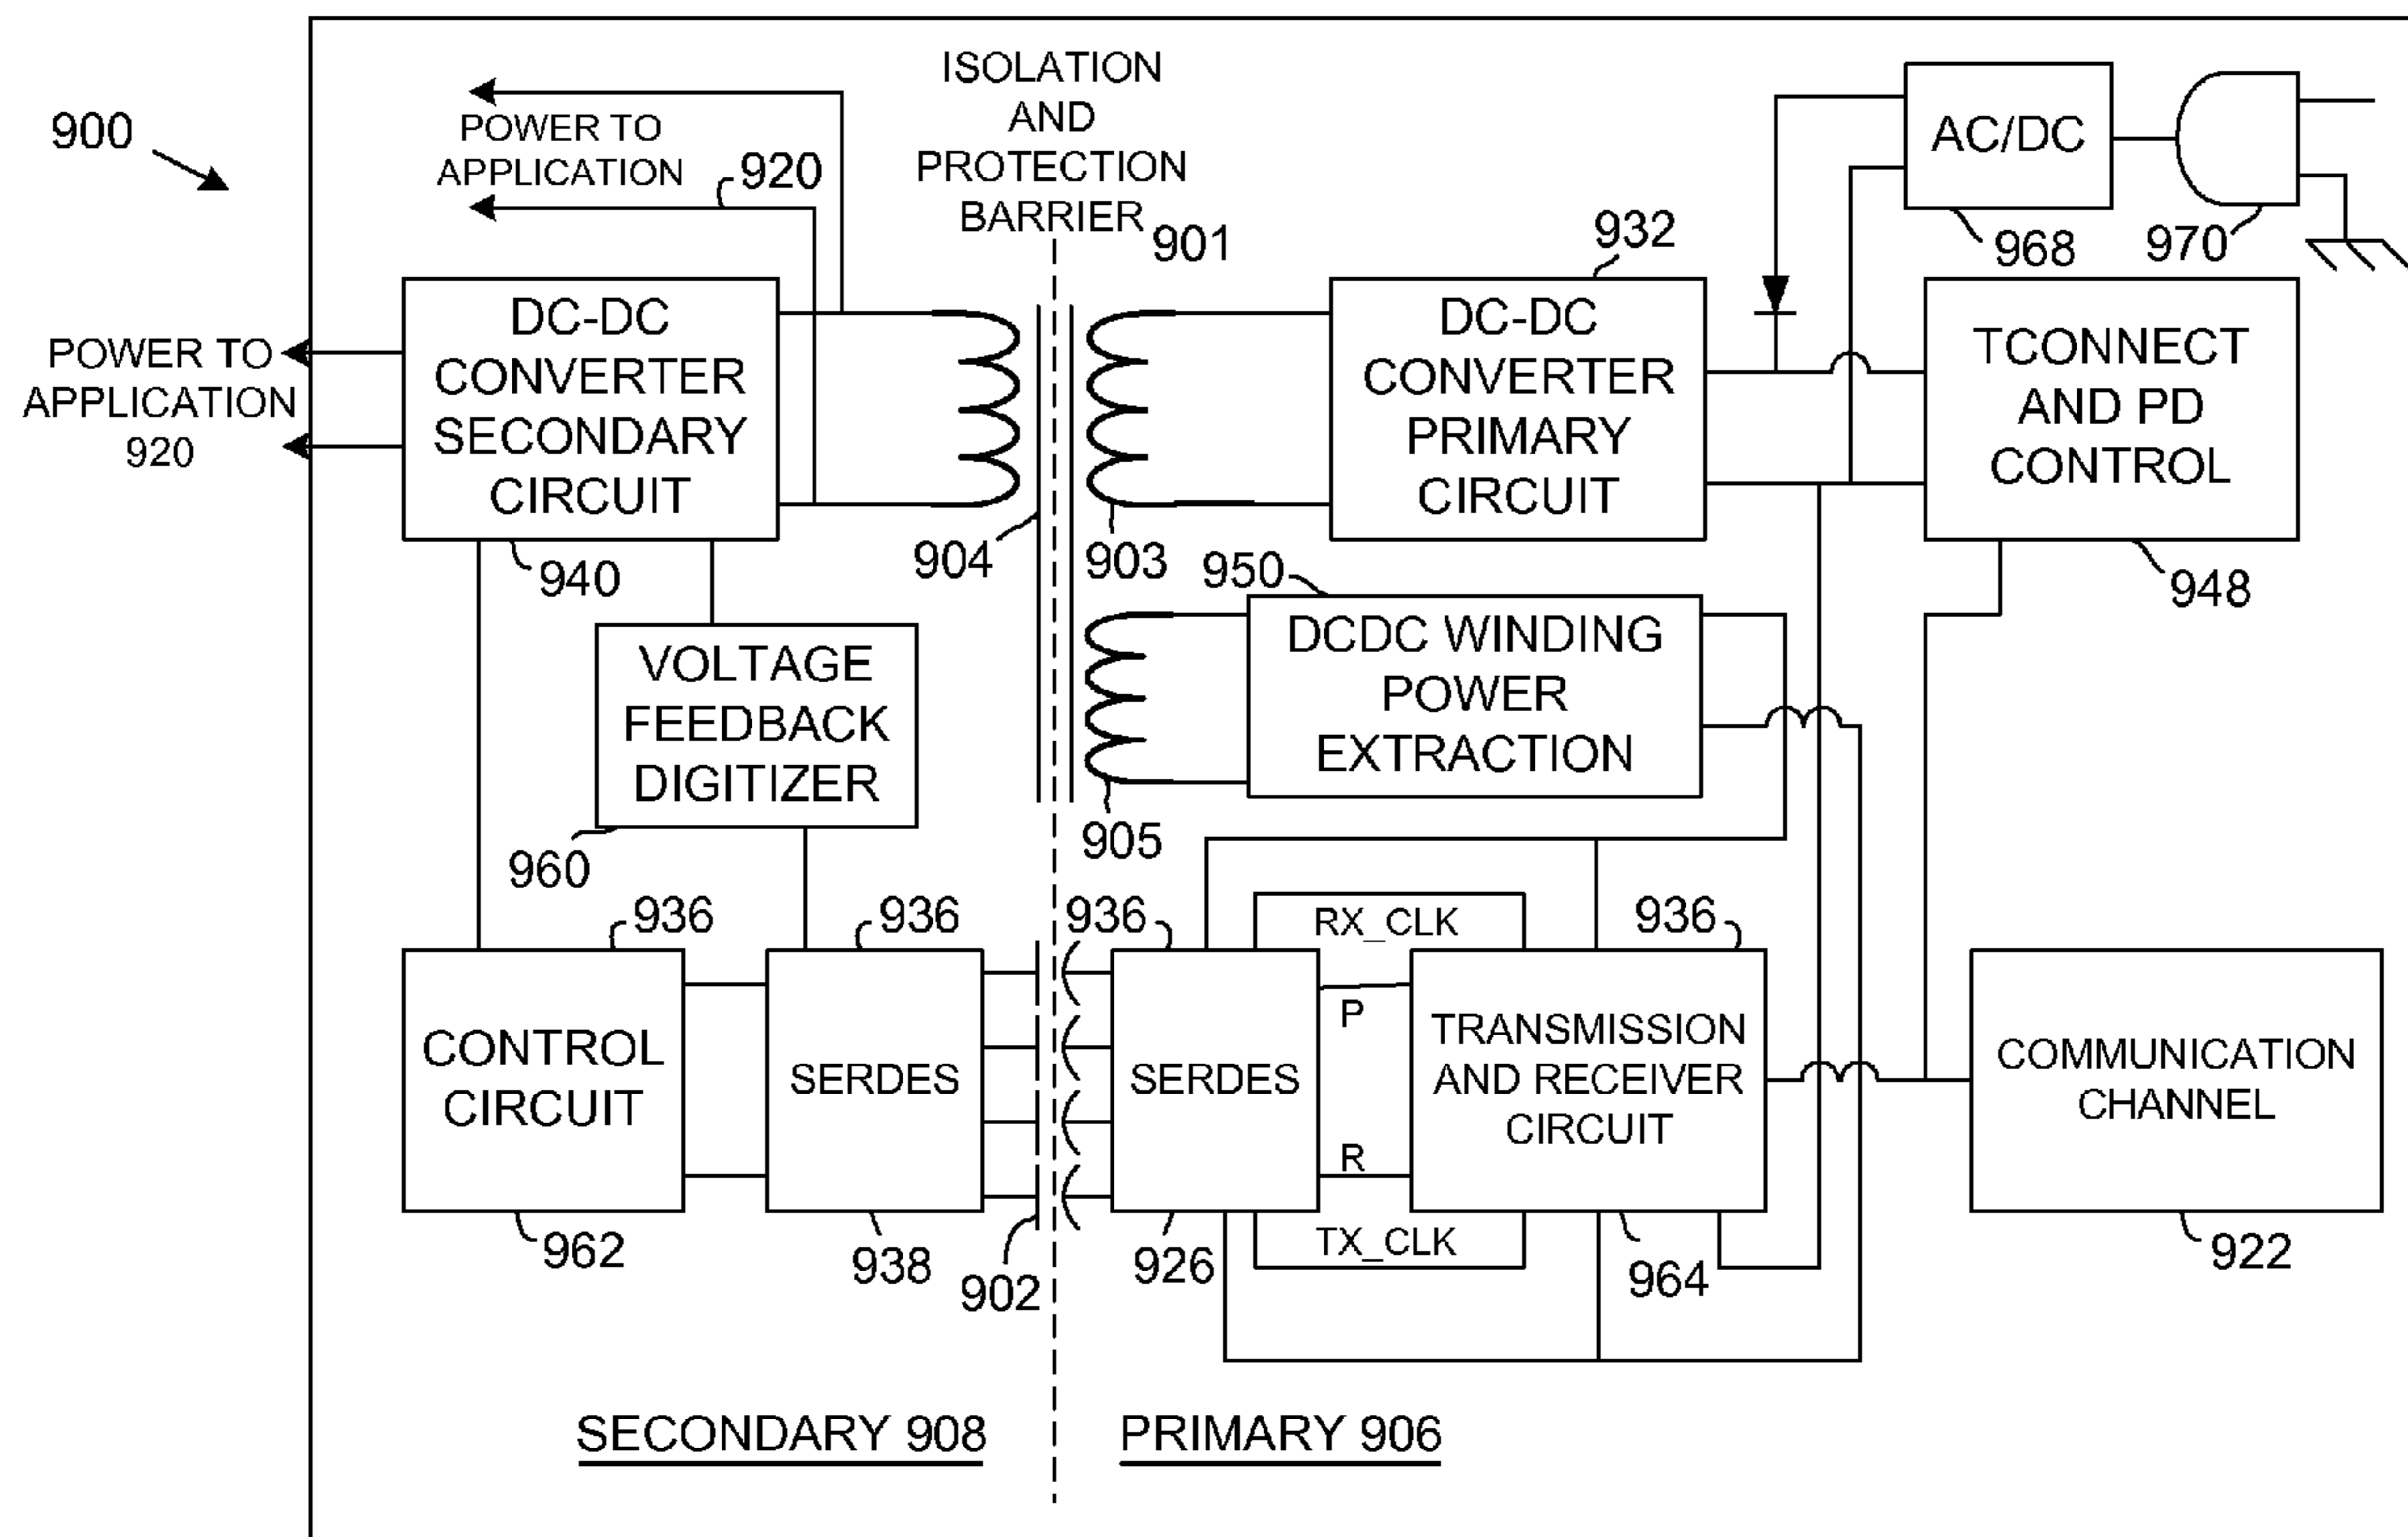 900
ISOLATION
AND
PROTECTION
BARRIER
901
POWER TO
APPLICATION
920
AC/DC
968
970
932
DC-DC
CONVERTER
SECONDARY
CIRCUIT
940
POWER TO
APPLICATION
920
904
903
DC-DC
CONVERTER
PRIMARY
CIRCUIT
TCONNECT
AND PD
CONTROL
948
950
DCDC WINDING
POWER
EXTRACTION
905
VOLTAGE
FEEDBACK
DIGITIZER
960
936
936
936
936
RX_CLK
P
R
TX_CLK
CONTROL
CIRCUIT
962
SERDES
938
902
SERDES
926
TRANSMISSION
AND RECEIVER
CIRCUIT
964
COMMUNICATION
CHANNEL
922
SECONDARY 908
PRIMARY 906